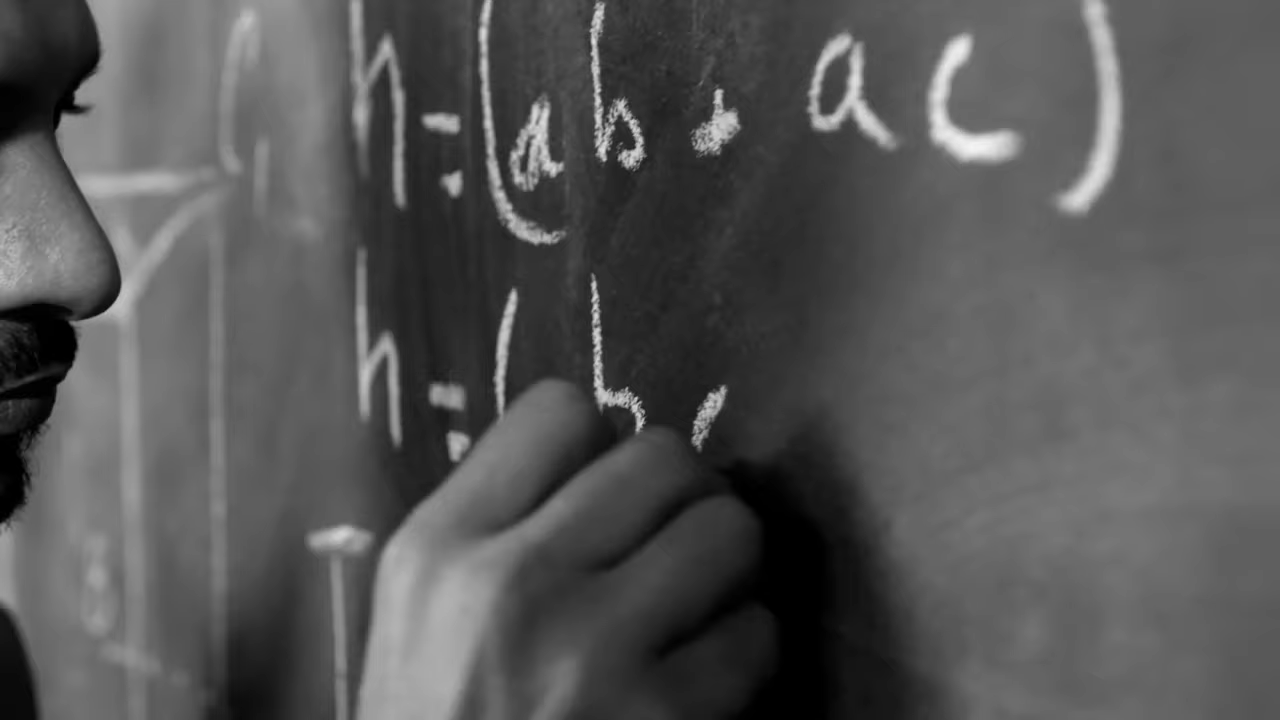 h = (ab . ac)
h = ( b